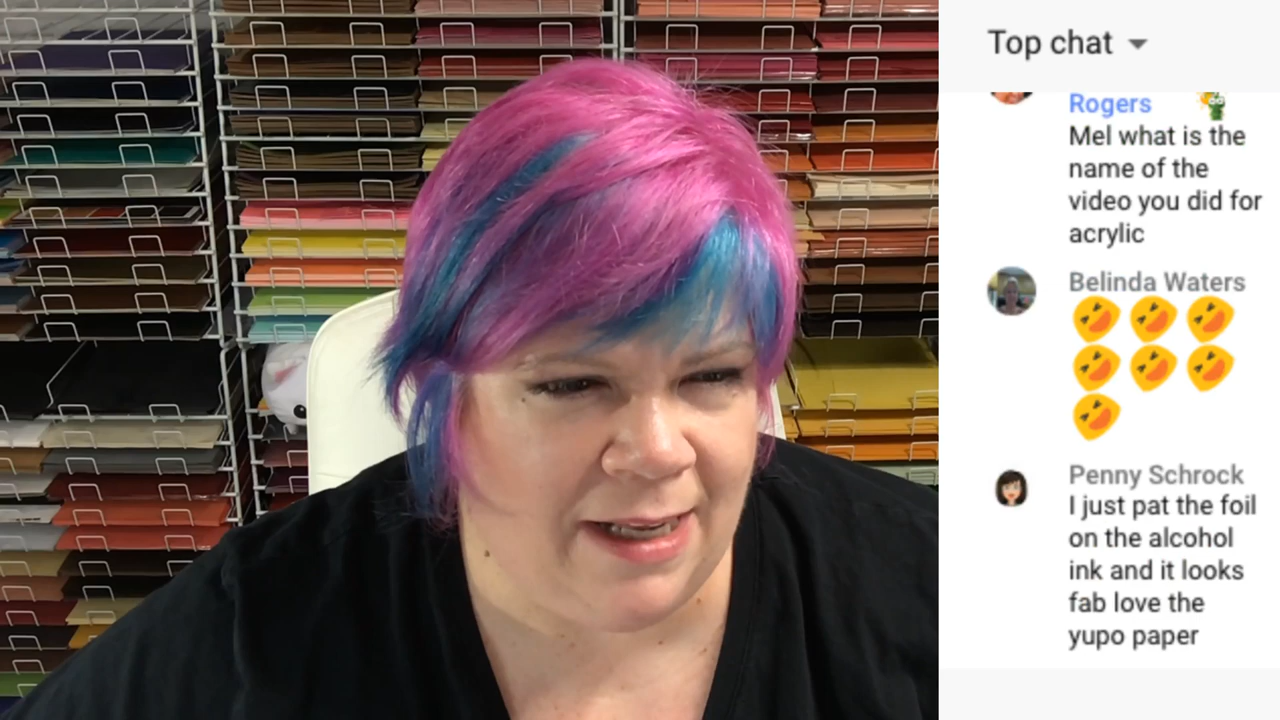 Top chat
Rogers
Mel what is the
name of the
video you did for
acrylic
Belinda Waters
Penny Schrock
I just pat the foil
on the alcohol
ink and it looks
fab love the
yupo paper